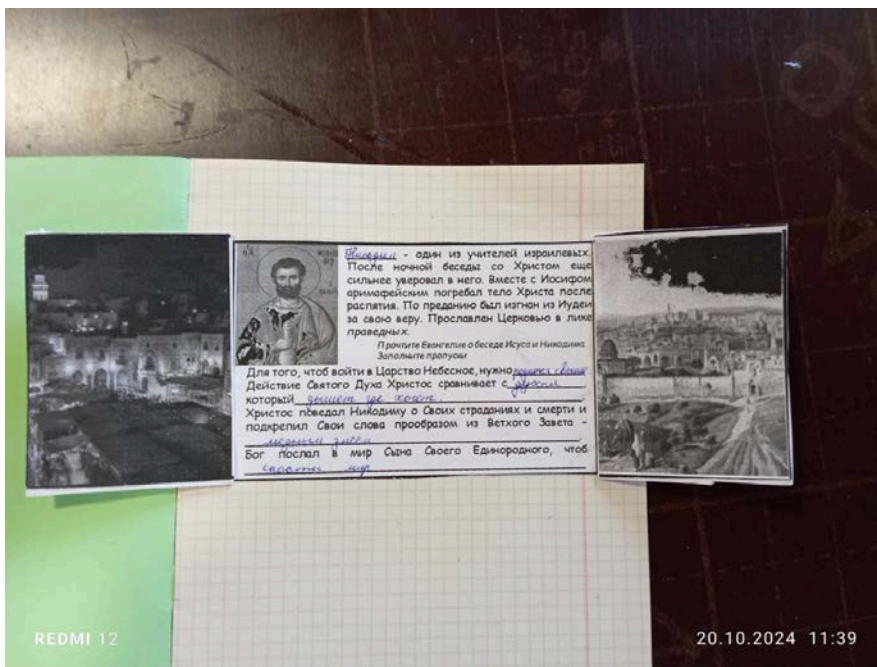 Никодим - один из учителей израилевых.
После ночной беседы со Христом еще
сильнее уверовал в него. Вместе с Иосифом
аримафейским погребал тело Христа после
распятия. По преданию был изгнан из Иудеи
за свою веру. Прославлен Церковью в лике
праведных.
Прочтите Евангелие о беседе Исуса и Никодима.
Заполните пропуски
Для того, чтоб войти в Царство Небесное, нужно родится свыше
Действие Святого Духа Христос сравнивает с духом
который дышет где хочет.
Христос поведал Никодиму о Своих страданиях и смерти и
подкрепил Свои слова прообразом из Ветхого Завета -
медным змеем
Бог послал в мир Сына Своего Единородного, чтоб
спасти мир
REDMI 12
20.10.2024 11:39